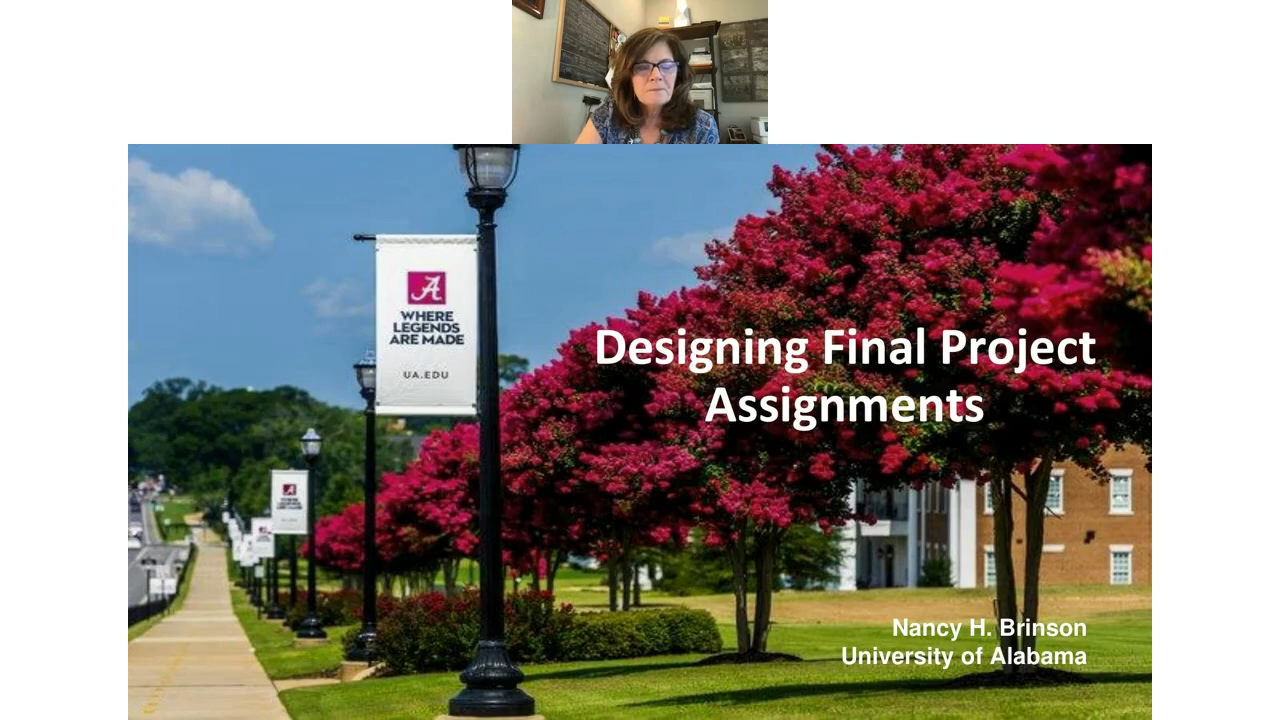 A
WHERE
LEGENDS
ARE MADE
UA.EDU
Designing Final Project
Assignments
Nancy H. Brinson
University of Alabama